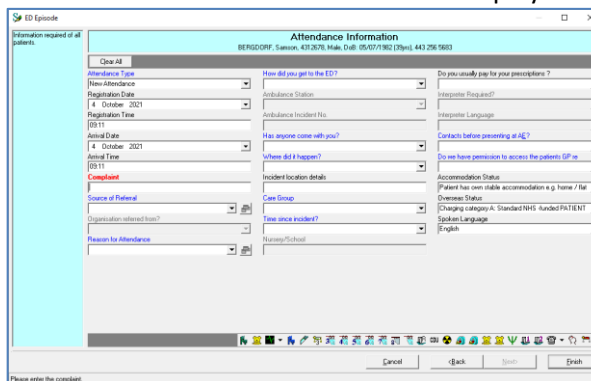 ED Episode
Information required of all patients.
Attendance Information
BERGDORF, Samson, 4312678, Male, DoB: 05/07/1982 (39yrs), 443 256 5683
Clear All
Attendance Type
New Attendance
Registration Date
4 October 2021
Registration Time
09:11
Arrival Date
4 October 2021
Arrival Time
09:11
Complaint
Source of Referral
Organisation referred from?
Reason for Attendance
How did you get to the ED?
Ambulance Station
Ambulance Incident No.
Has anyone come with you?
Where did it happen?
Incident location details
Care Group
Time since incident?
Nursery/School
Do you usually pay for your prescriptions ?
Interpreter Required?
Interpreter Language
Contacts before presenting at AE?
Do we have permission to access the patients GP re
Accommodation Status
Patient has own stable accommodation e.g. home / flat
Overseas Status
Charging category A: Standard NHS -funded PATIENT
Spoken Language
English
Cancel
<Back
Next>
Finish
Please enter the complaint